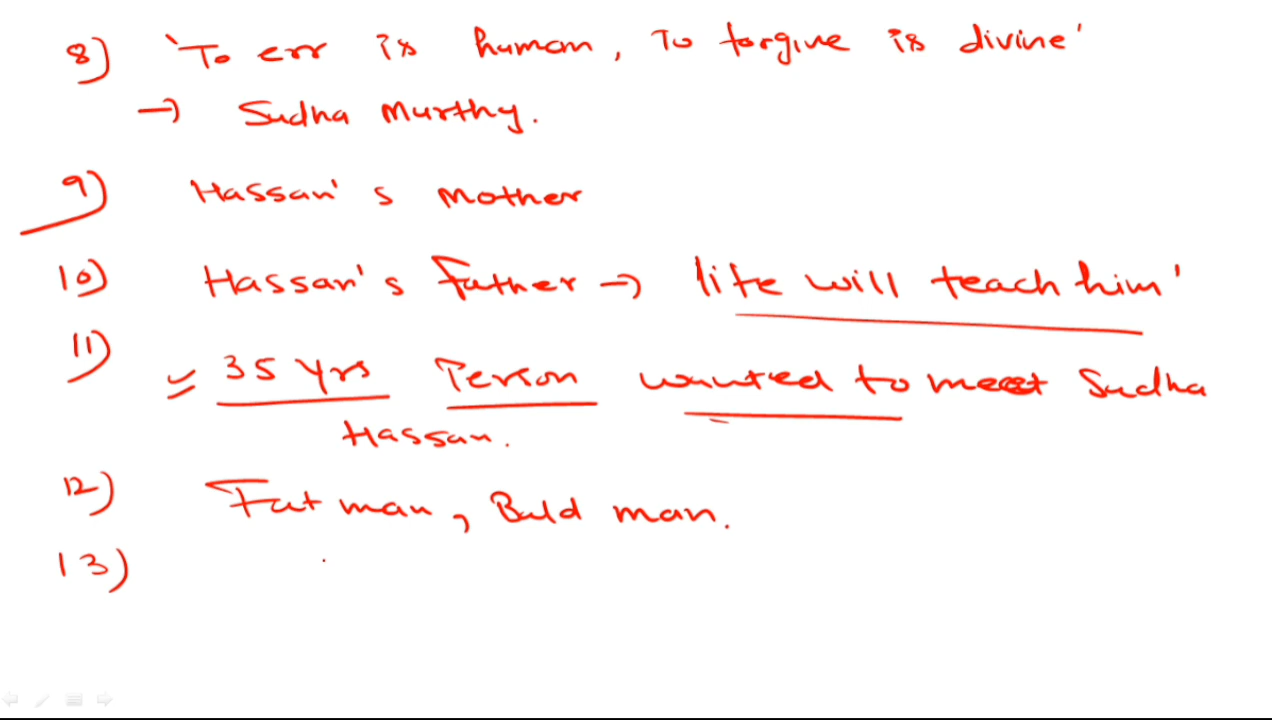 8) 'To err is human, To forgive is divine'
→ Sudha Murthy.
9) Hassan's Mother
10) Hassan's Father → life will teach him'
11) = 35 Yrs Person wanted to meet Sudha
Hassan.
12) Fat man, Bald man.
13)